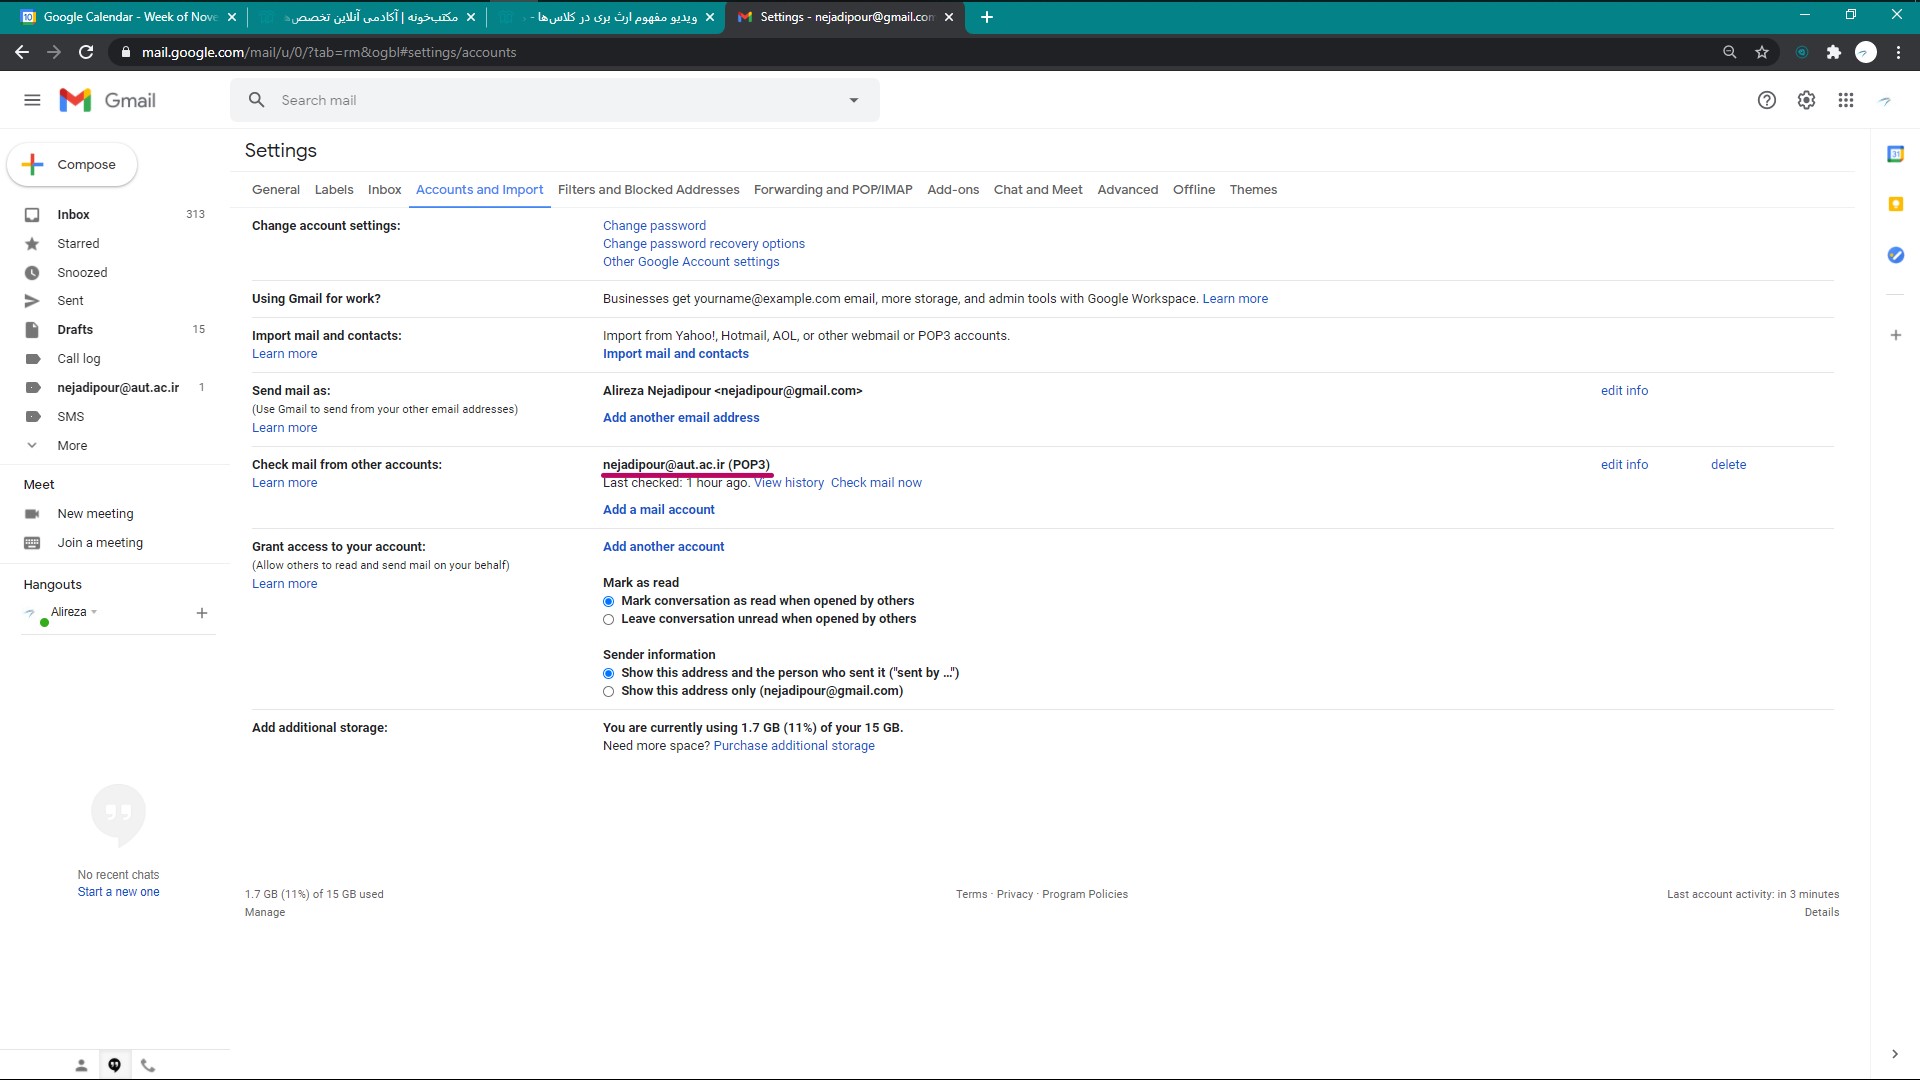 Google Calendar - Week of Nove
مکتب‌خونه | آکادمی آنلاین تخصص‌ه
ویدیو مفهوم ارث بری در کلاس‌ها -
Settings - nejadipour@gmail.com
mail.google.com/mail/u/0/?tab=rm&ogbl#settings/accounts
Gmail
Search mail
Compose
Inbox 313
Starred
Snoozed
Sent
Drafts 15
Call log
nejadipour@aut.ac.ir 1
SMS
More
Meet
New meeting
Join a meeting
Hangouts
Alireza
No recent chats
Start a new one
Settings
General Labels Inbox Accounts and Import Filters and Blocked Addresses Forwarding and POP/IMAP Add-ons Chat and Meet Advanced Offline Themes
Change account settings:
Change password
Change password recovery options
Other Google Account settings
Using Gmail for work?
Businesses get yourname@example.com email, more storage, and admin tools with Google Workspace. Learn more
Import mail and contacts:
Learn more
Import from Yahoo!, Hotmail, AOL, or other webmail or POP3 accounts.
Import mail and contacts
Send mail as:
(Use Gmail to send from your other email addresses)
Learn more
Alireza Nejadipour <nejadipour@gmail.com>
edit info
Add another email address
Check mail from other accounts:
Learn more
nejadipour@aut.ac.ir (POP3)
edit info
delete
Last checked: 1 hour ago. View history Check mail now
Add a mail account
Grant access to your account:
(Allow others to read and send mail on your behalf)
Learn more
Add another account
Mark as read
Mark conversation as read when opened by others
Leave conversation unread when opened by others
Sender information
Show this address and the person who sent it ("sent by ...")
Show this address only (nejadipour@gmail.com)
Add additional storage:
You are currently using 1.7 GB (11%) of your 15 GB.
Need more space? Purchase additional storage
1.7 GB (11%) of 15 GB used
Manage
Terms · Privacy · Program Policies
Last account activity: in 3 minutes
Details